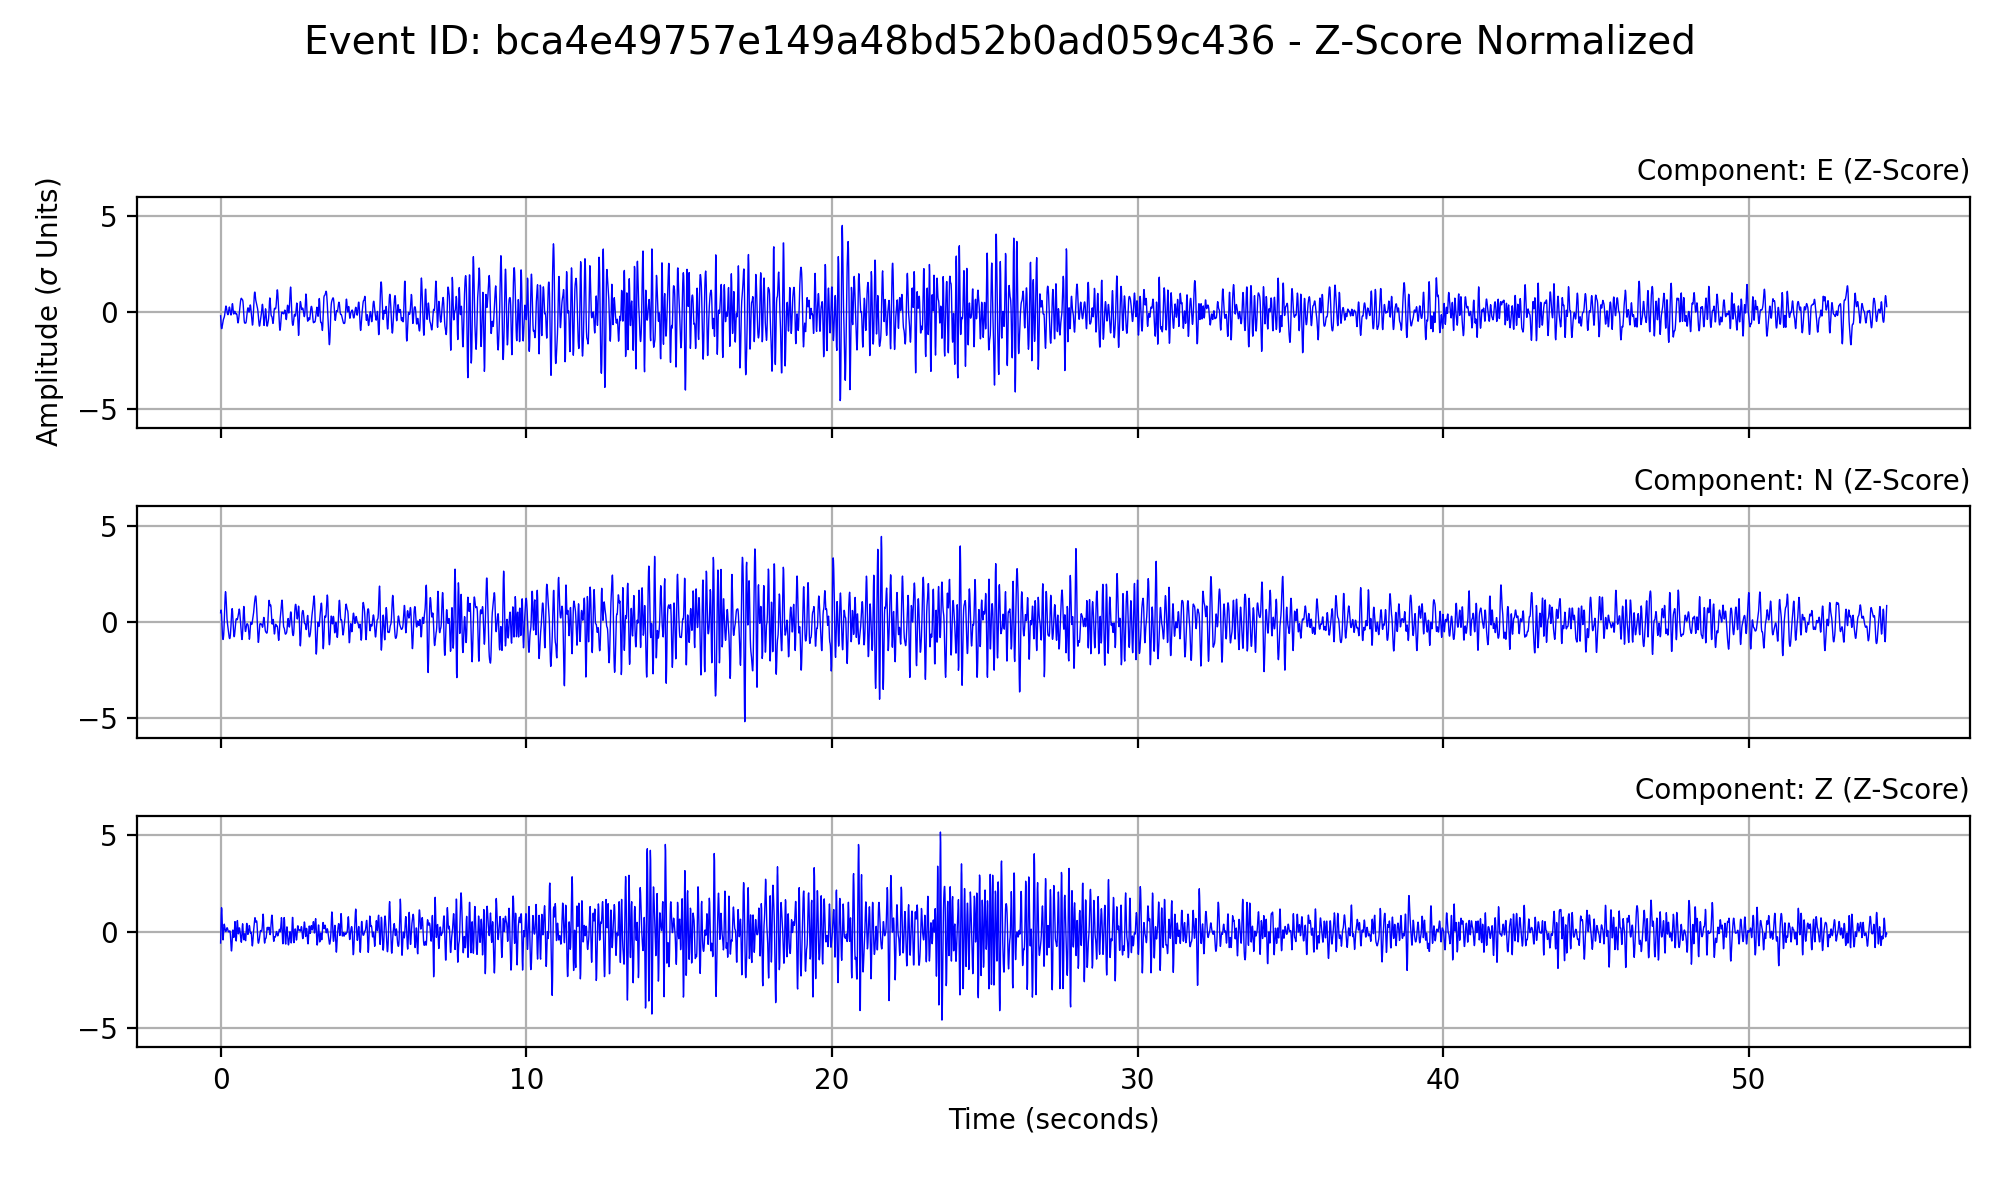 Event ID: bca4e49757e149a48bd52b0ad059c436 - Z-Score Normalized
Component: E (Z-Score)
Amplitude (σ Units)
5
0
−5
Component: N (Z-Score)
5
0
−5
Component: Z (Z-Score)
5
0
−5
0 10 20 30 40 50
Time (seconds)